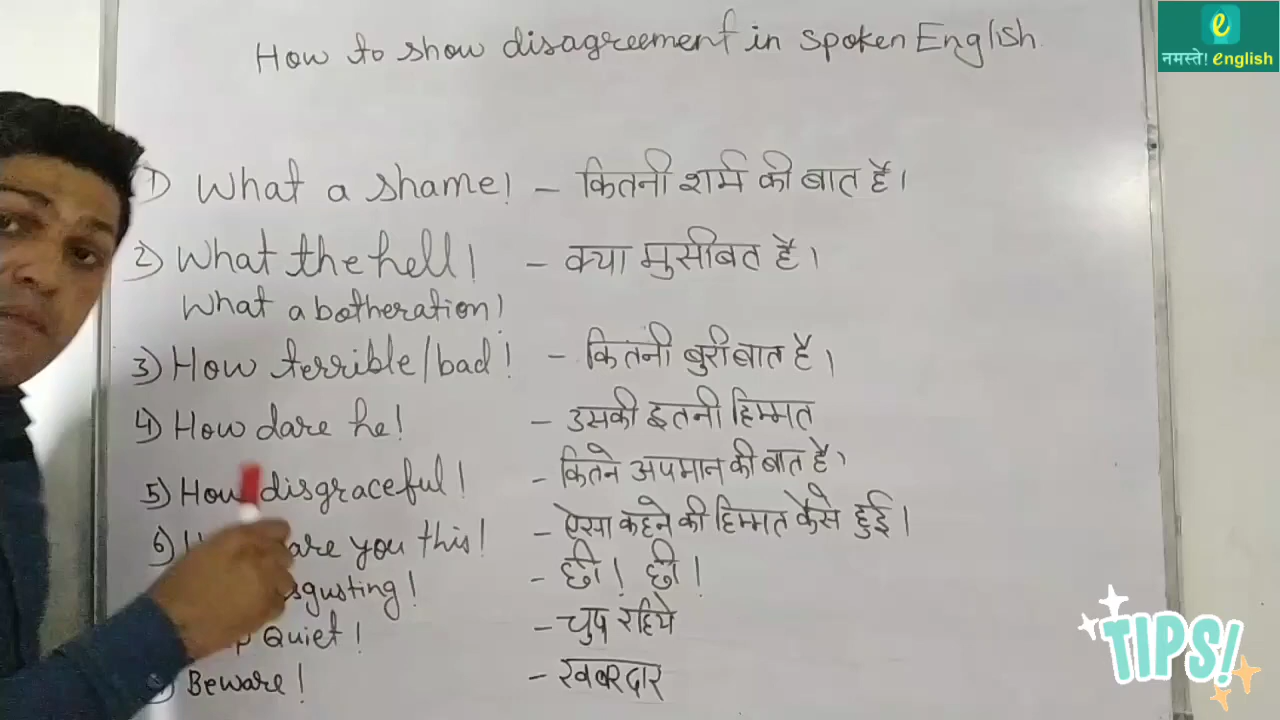 How to show disagreement in spoken English
e
नमस्ते! english
1) What a shame! – कितनी शर्म की बात है।
2) What the hell! – क्या मुसीबत है।
What a botheration!
3) How terrible/bad! – कितनी बुरी बात है।
4) How dare he! – उसकी इतनी हिम्मत
5) How disgraceful! – कितने अपमान की बात है।
6) you this! – ऐसा कहने की हिम्मत कैसे हुई।
– छी! छी!
Quiet! – चुप रहिये
Beware! – खबरदार
TIPS!